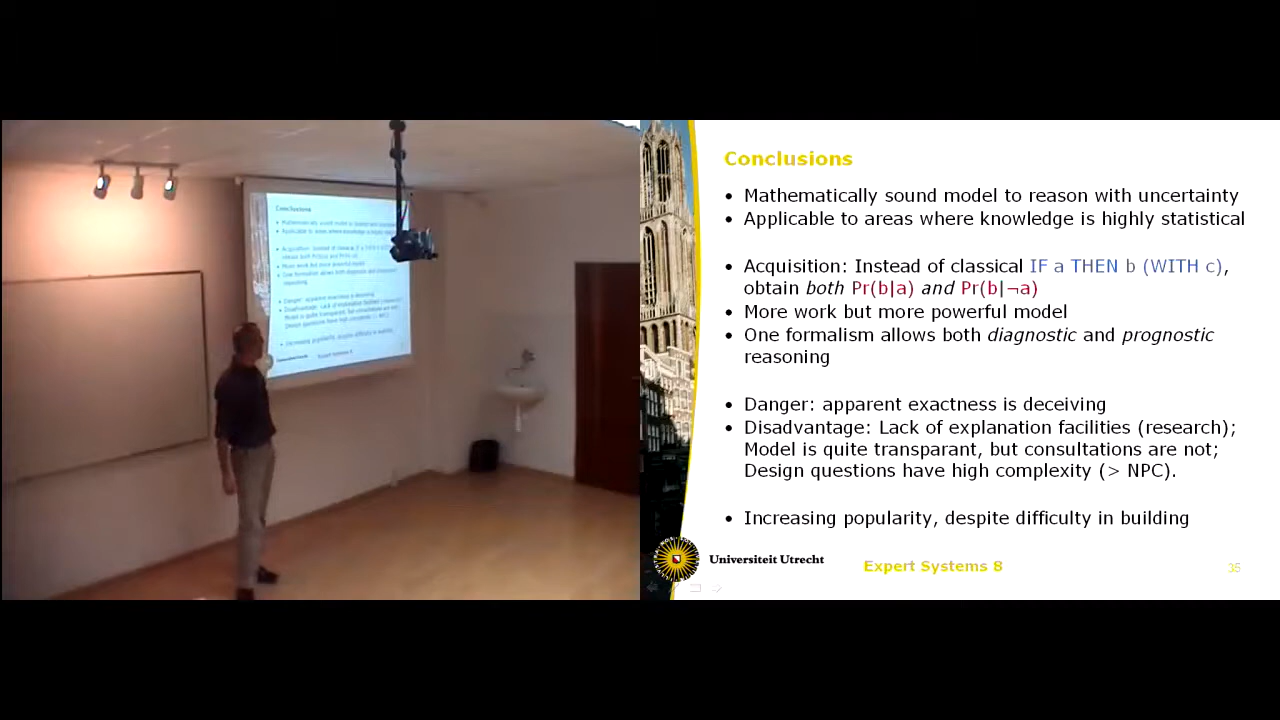 Conclusions
• Mathematically sound model to reason with uncertainty
• Applicable to areas where knowledge is highly statistical
• Acquisition: Instead of classical IF a THEN b (WITH c),
obtain both Pr(b|a) and Pr(b|¬a)
• More work but more powerful model
• One formalism allows both diagnostic and prognostic
reasoning
• Danger: apparent exactness is deceiving
• Disadvantage: Lack of explanation facilities (research);
Model is quite transparant, but consultations are not;
Design questions have high complexity (> NPC).
• Increasing popularity, despite difficulty in building
Universiteit Utrecht
Expert Systems 8
35